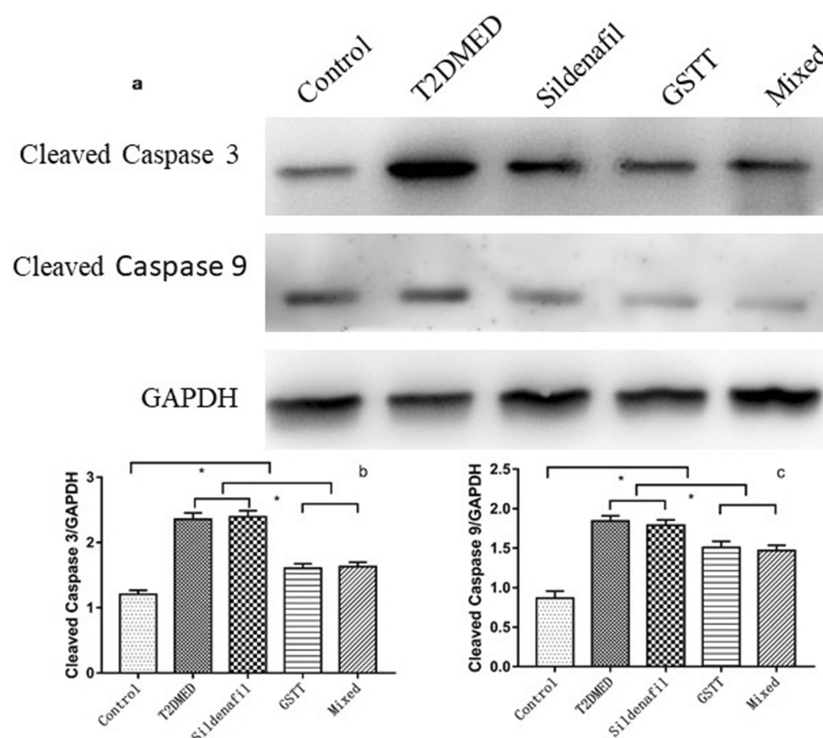 a
Control T2DMED Sildenafil GSTT Mixed
Cleaved Caspase 3
Cleaved Caspase 9
GAPDH
b
*
*
Cleaved Caspase 3/GAPDH
3
2
1
0
Control T2DMED Sildenafil GSTT Mixed
c
*
*
Cleaved Caspase 9/GAPDH
2.5
2.0
1.5
1.0
0.5
0.0
Control T2DMED Sildenafil GSTT Mixed